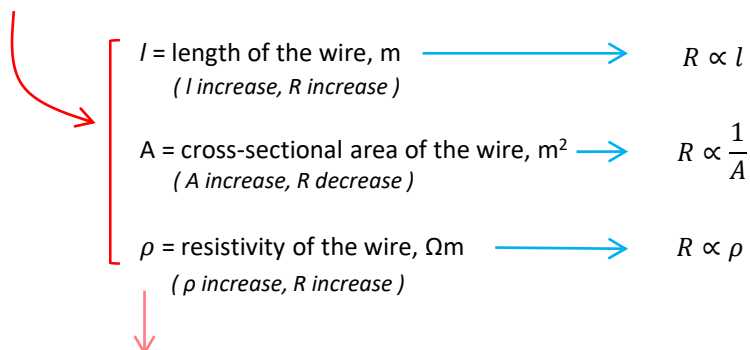 l = length of the wire, m R ∝ l
( l increase, R increase )
A = cross-sectional area of the wire, m² R ∝ 1/A
( A increase, R decrease )
ρ = resistivity of the wire, Ωm R ∝ ρ
( ρ increase, R increase )